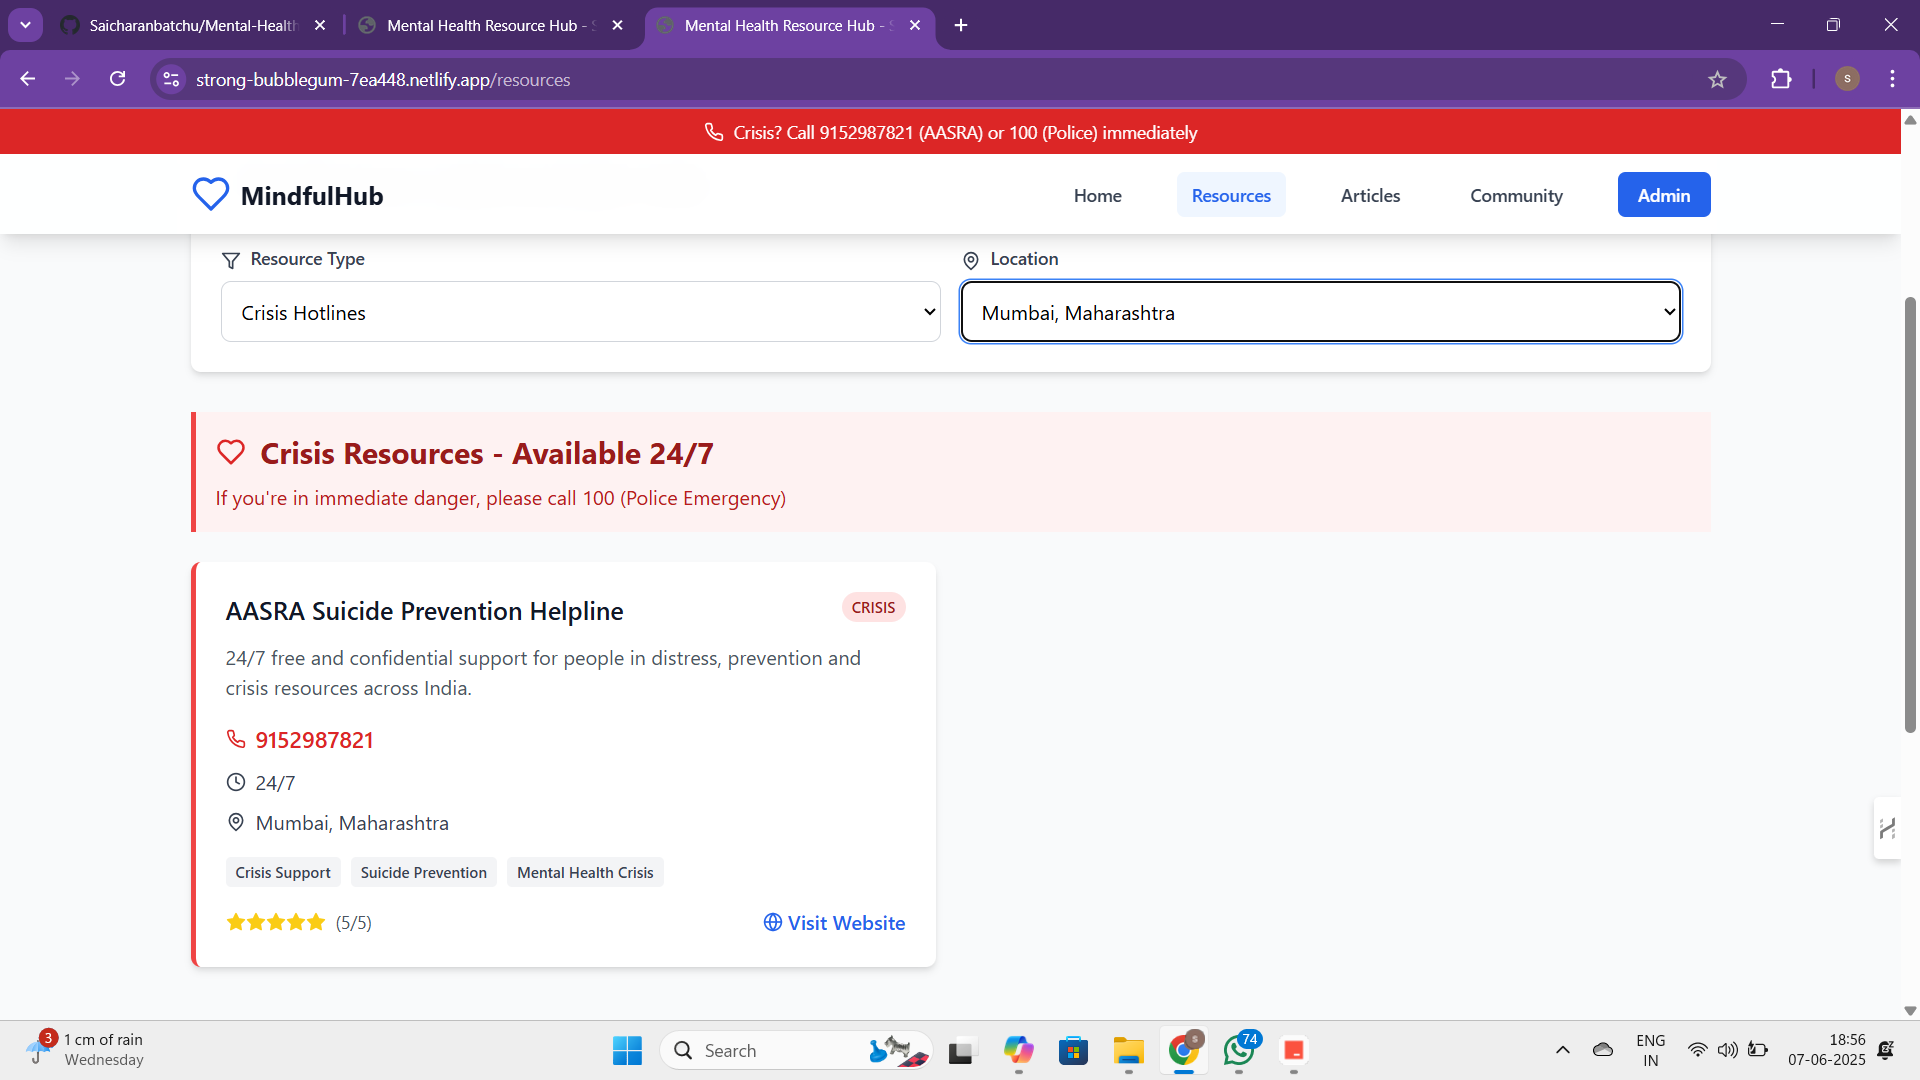 Saicharanbatchu/Mental-Health
Mental Health Resource Hub -
Mental Health Resource Hub -
strong-bubblegum-7ea448.netlify.app/resources
S
Crisis? Call 9152987821 (AASRA) or 100 (Police) immediately
MindfulHub
Home
Resources
Articles
Community
Admin
Resource Type
Location
Crisis Hotlines
Mumbai, Maharashtra
Crisis Resources - Available 24/7
If you're in immediate danger, please call 100 (Police Emergency)
AASRA Suicide Prevention Helpline
CRISIS
24/7 free and confidential support for people in distress, prevention and
crisis resources across India.
9152987821
24/7
Mumbai, Maharashtra
Crisis Support
Suicide Prevention
Mental Health Crisis
(5/5)
Visit Website
3
1 cm of rain
Wednesday
Search
S
74
ENG
IN
18:56
07-06-2025